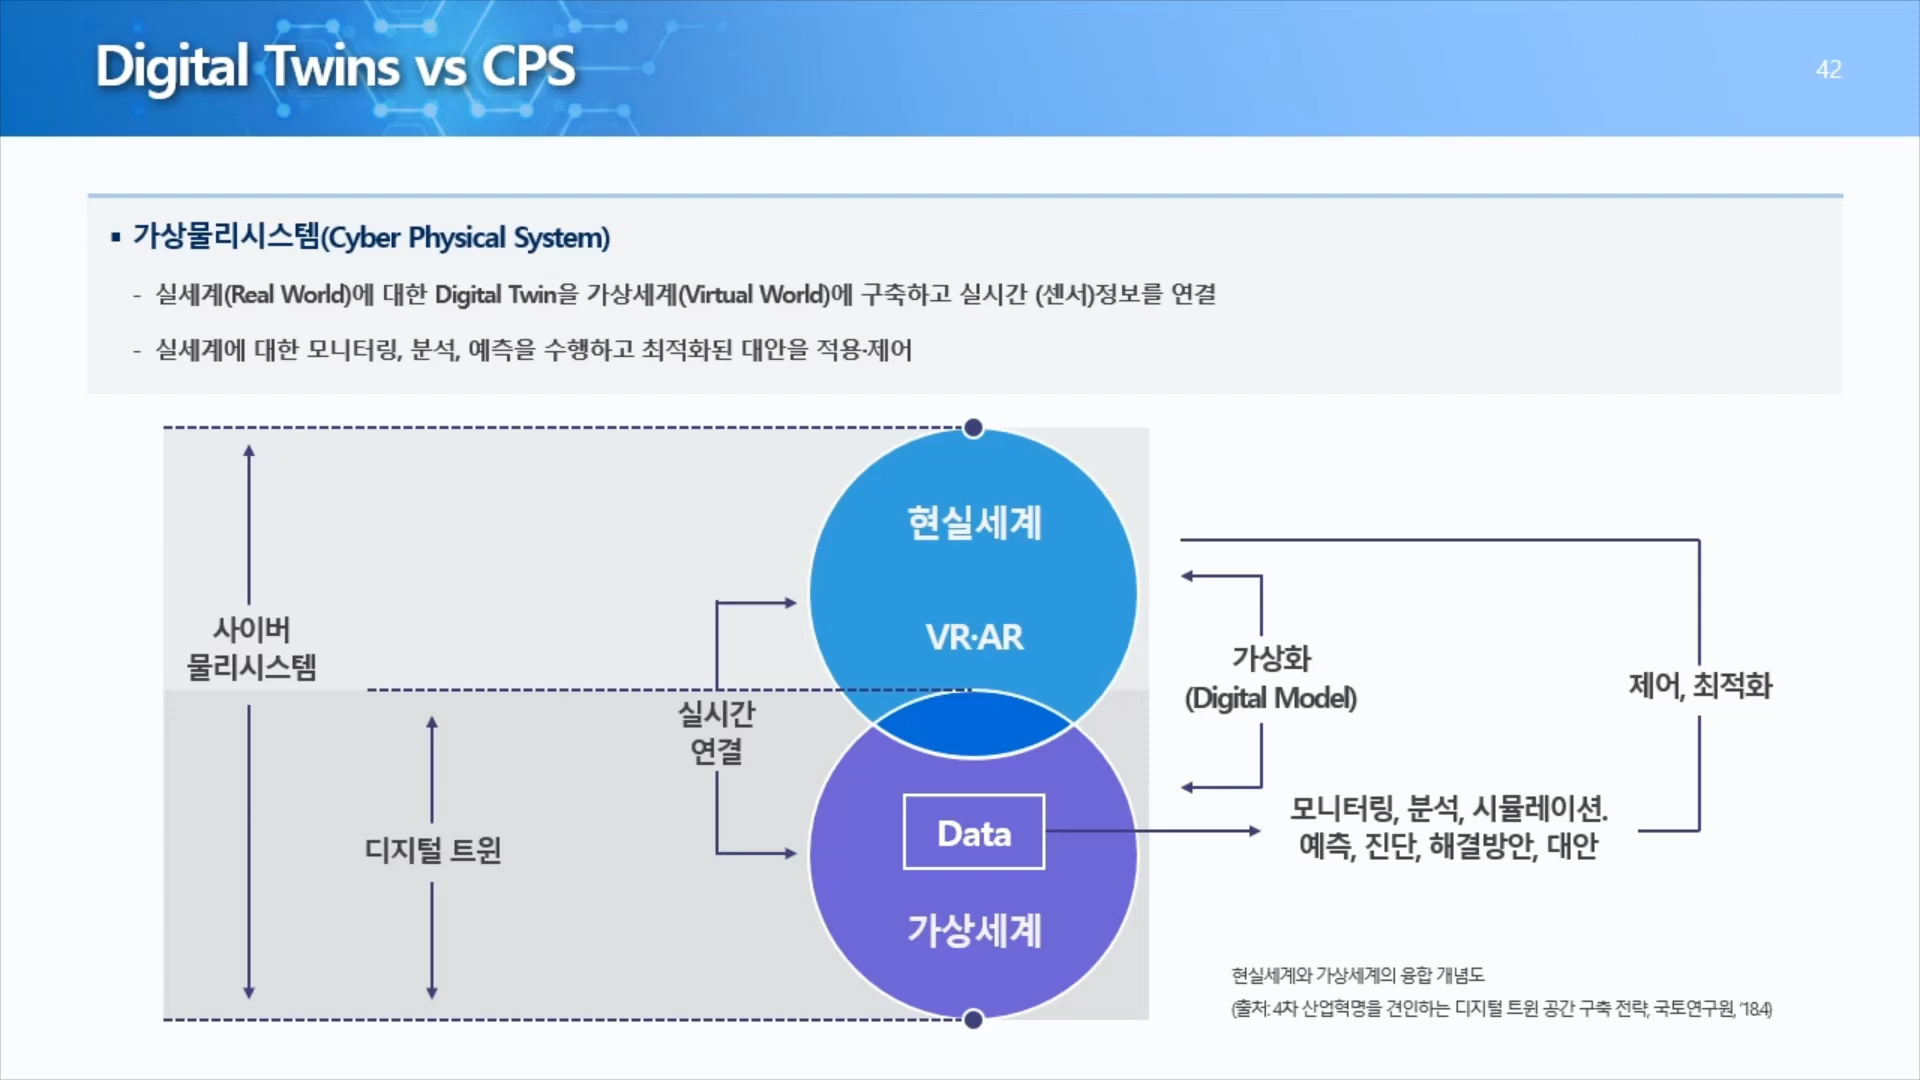 Digital Twins vs CPS
42
▪ 가상물리시스템(Cyber Physical System)
- 실세계(Real World)에 대한 Digital Twin을 가상세계(Virtual World)에 구축하고 실시간 (센서)정보를 연결
- 실세계에 대한 모니터링, 분석, 예측을 수행하고 최적화된 대안을 적용·제어
현실세계
VR·AR
사이버
물리시스템
가상화
(Digital Model)
제어, 최적화
실시간
연결
디지털 트윈
Data
모니터링, 분석, 시뮬레이션.
예측, 진단, 해결방안, 대안
가상세계
현실세계와 가상세계의 융합 개념도
(출처: 4차 산업혁명을 견인하는 디지털 트윈 공간 구축 전략, 국토연구원, ‘18.4)